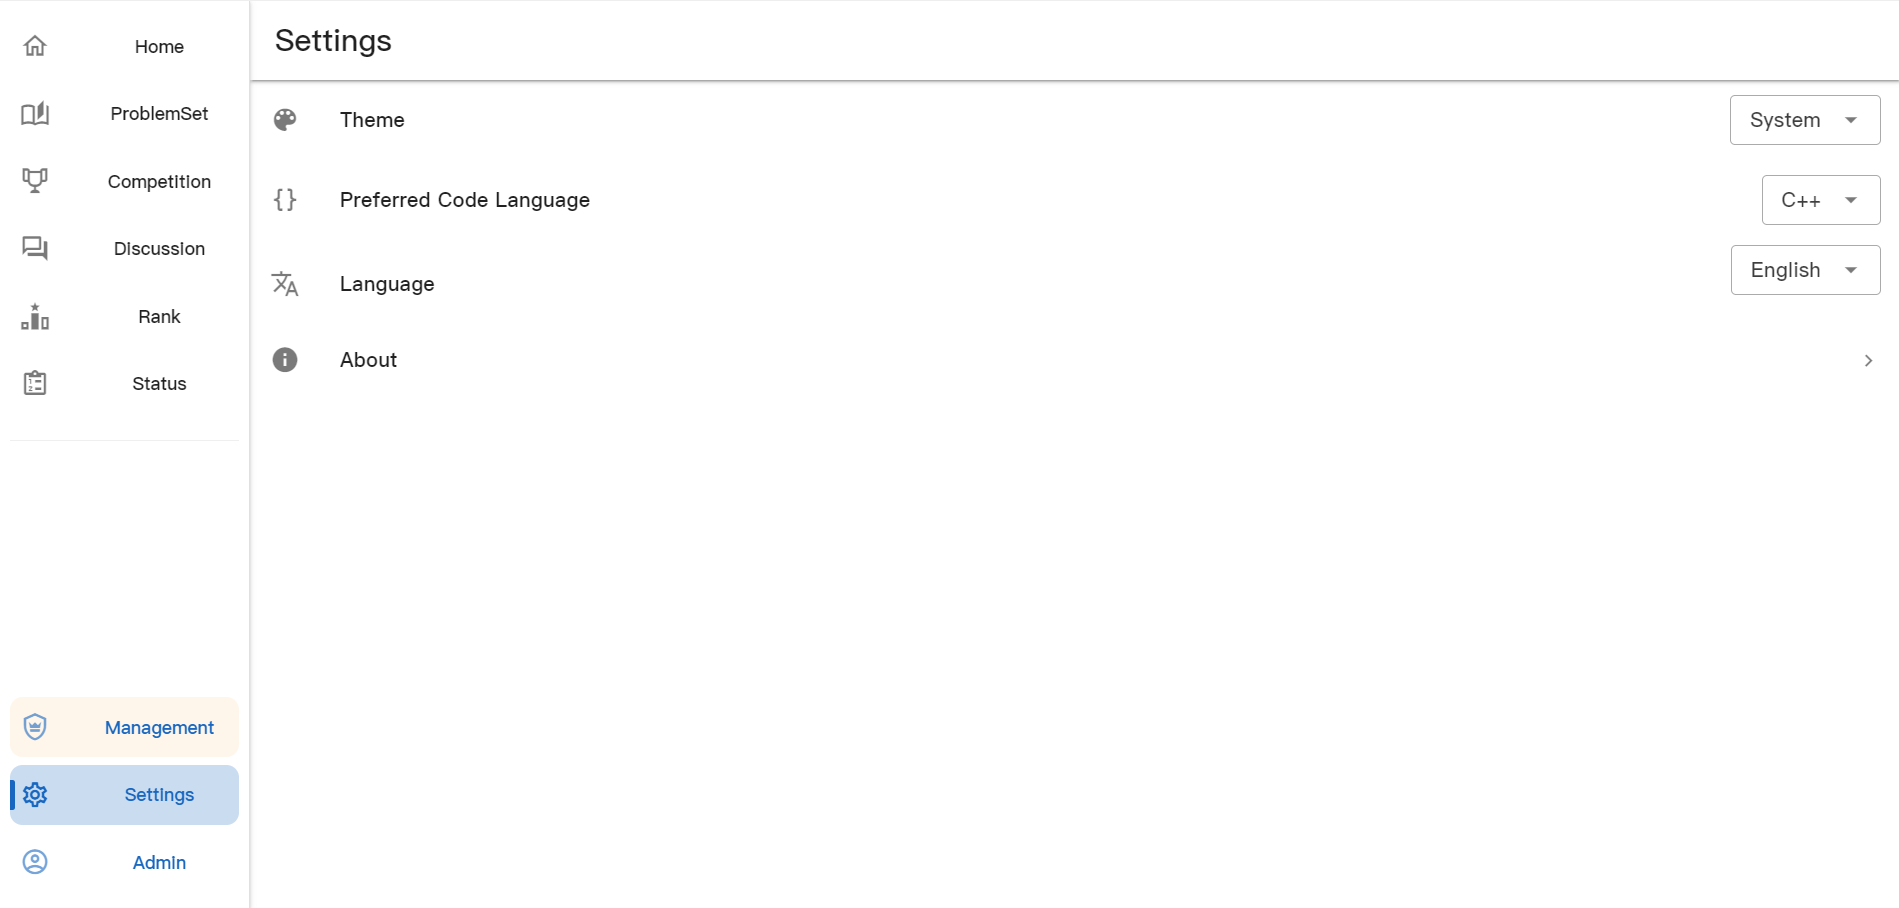 Home
ProblemSet
Competition
Discussion
Rank
Status
Management
Settings
Admin
Settings
Theme
System
Preferred Code Language
C++
Language
English
About